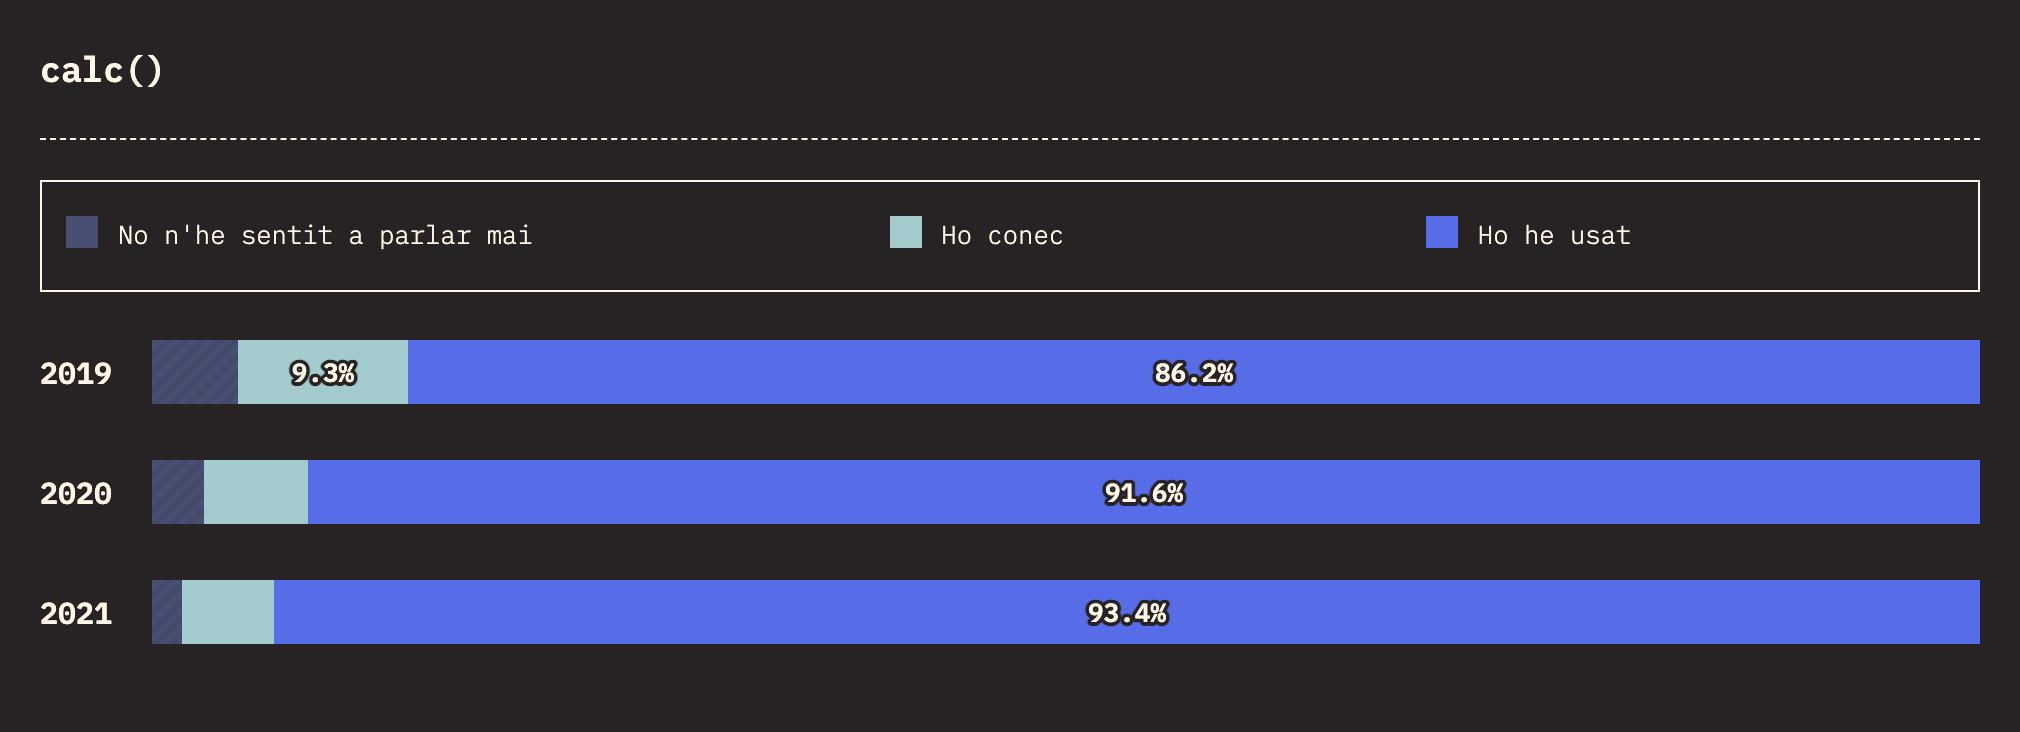 calc()
No n'he sentit a parlar mai Ho conec Ho he usat
2019 9.3% 86.2%
2020 91.6%
2021 93.4%